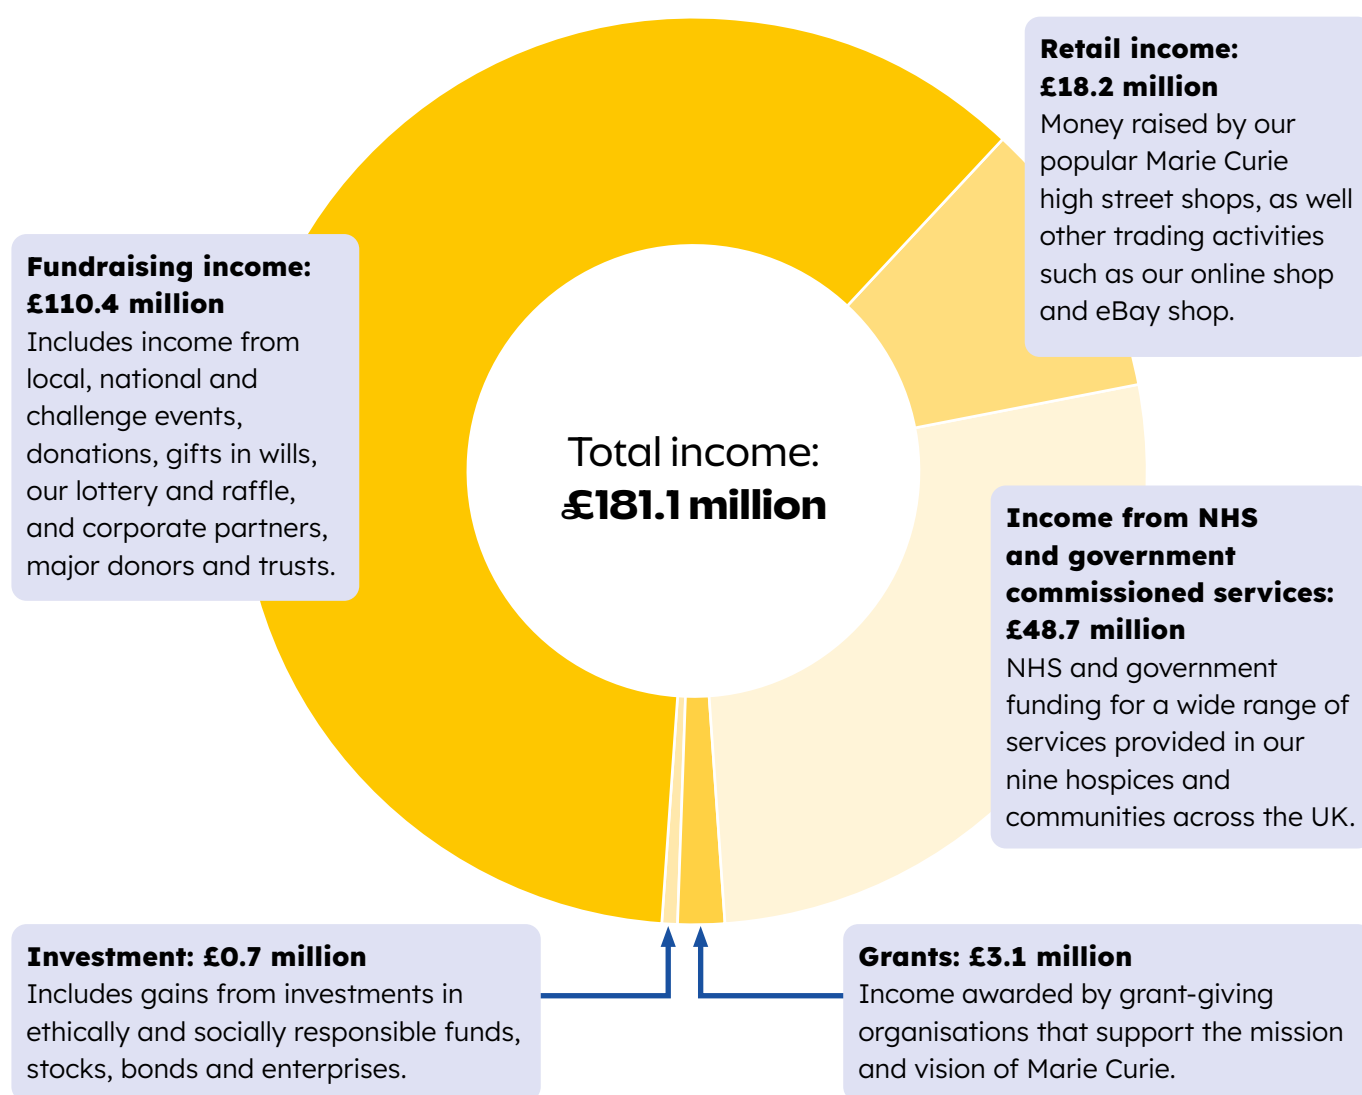 Retail income:
£18.2 million
Money raised by our
popular Marie Curie
high street shops, as well
other trading activities
such as our online shop
and eBay shop.
Fundraising income:
£110.4 million
Includes income from
local, national and
challenge events,
donations, gifts in wills,
our lottery and raffle,
and corporate partners,
major donors and trusts.
Total income:
£181.1 million
Income from NHS
and government
commissioned services:
£48.7 million
NHS and government
funding for a wide range of
services provided in our
nine hospices and
communities across the UK.
Investment: £0.7 million
Includes gains from investments in
ethically and socially responsible funds,
stocks, bonds and enterprises.
Grants: £3.1 million
Income awarded by grant-giving
organisations that support the mission
and vision of Marie Curie.